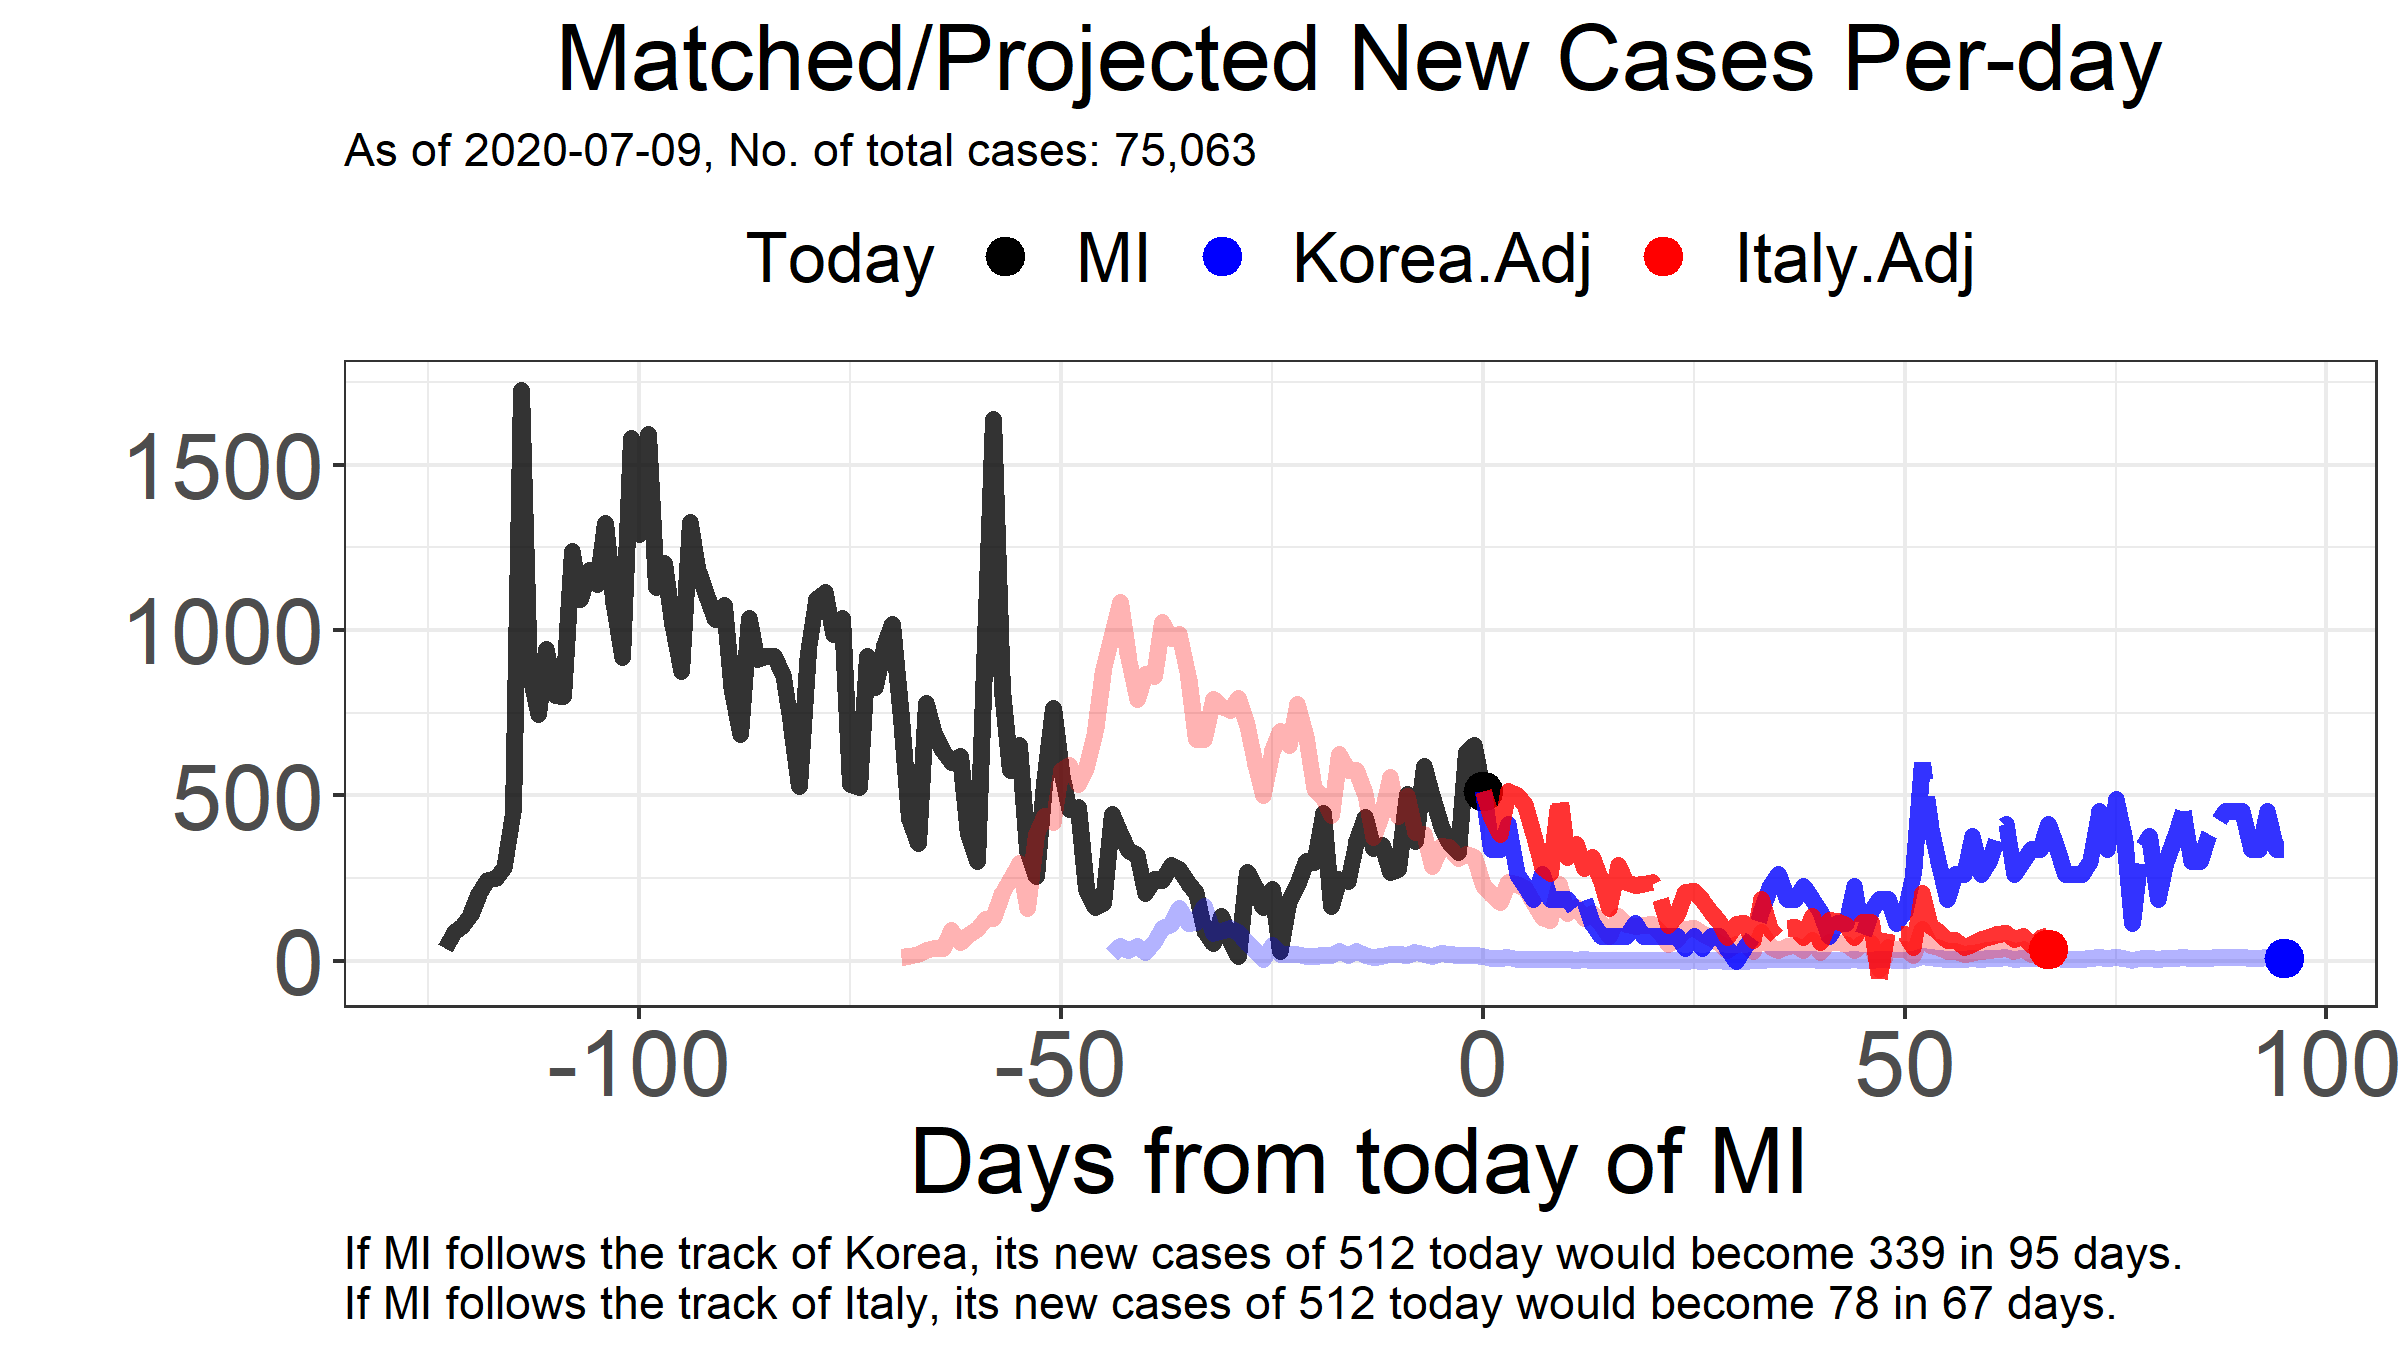 Matched/Projected New Cases Per-day
As of 2020-07-09, No. of total cases: 75,063
Today MI Korea.Adj Italy.Adj
1500
1000
500
0
-100 -50 0 50 100
Days from today of MI
If MI follows the track of Korea, its new cases of 512 today would become 339 in 95 days.
If MI follows the track of Italy, its new cases of 512 today would become 78 in 67 days.